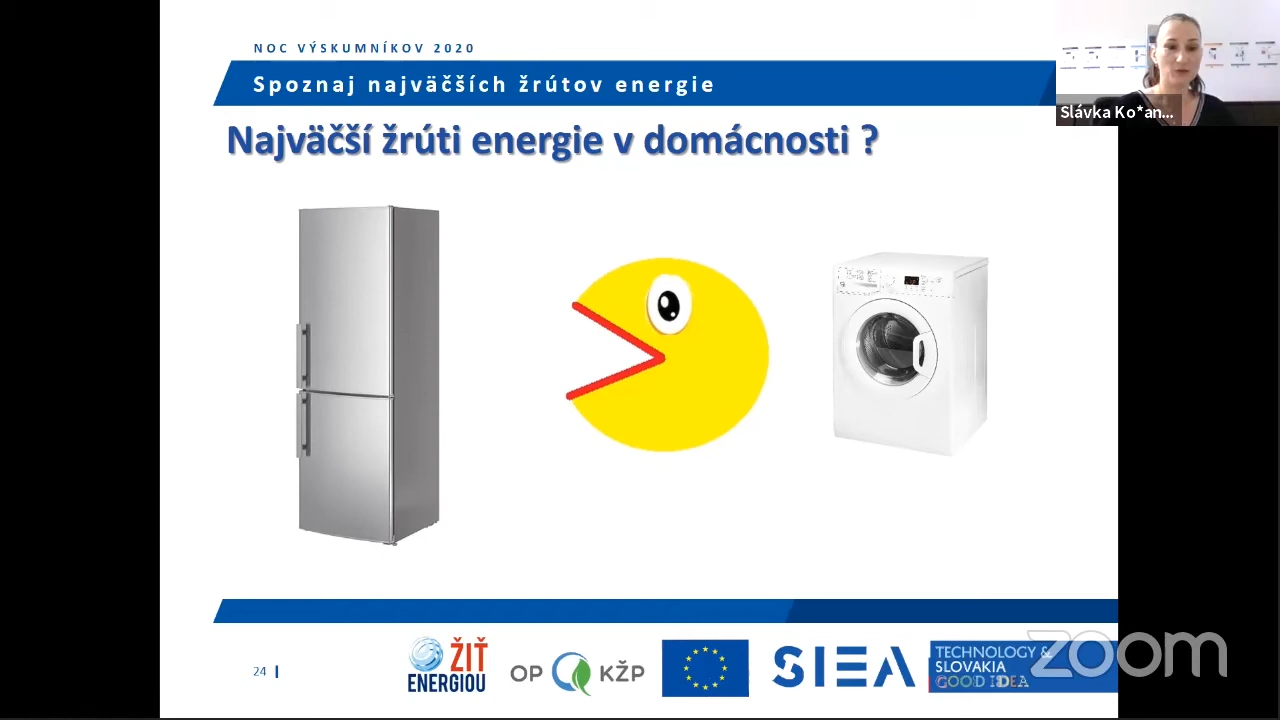 NOC VÝSKUMNÍKOV 2020
Spoznaj najväčších žrútov energie
Slávka Ko*an...
Najväčší žrúti energie v domácnosti ?
24
ŽIŤ
ENERGIOU
OP KŽP
SIEA
TECHNOLOGY &
SLOVAKIA
GOOD IDEA
zoom